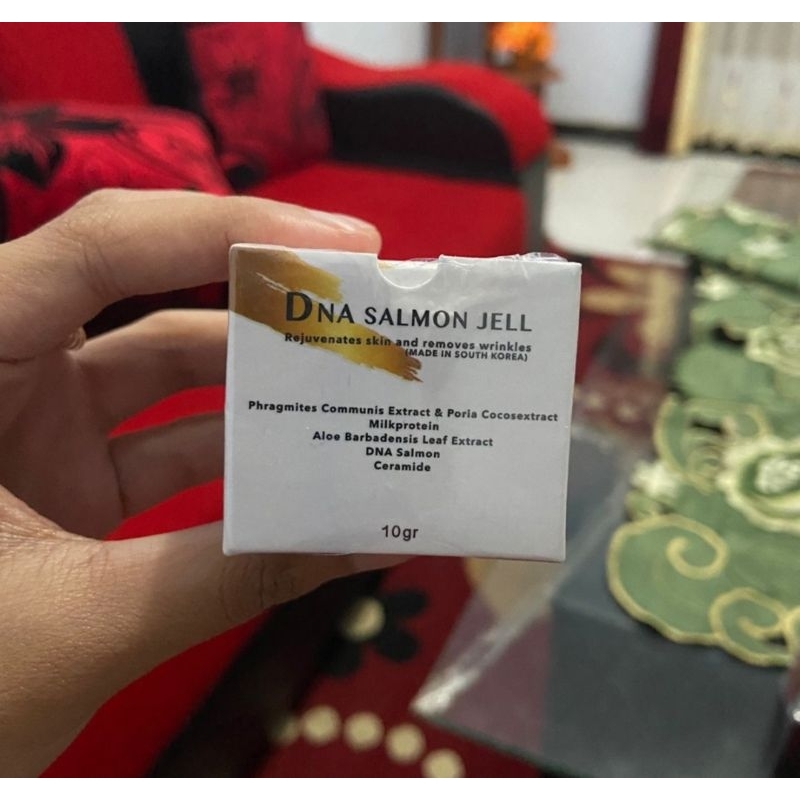 DNA SALMON JELL
Rejuvenates skin and removes wrinkles
(MADE IN SOUTH KOREA)
Phragmites Communis Extract & Poria Cocosextract
Milkprotein
Aloe Barbadensis Leaf Extract
DNA Salmon
Ceramide
10gr